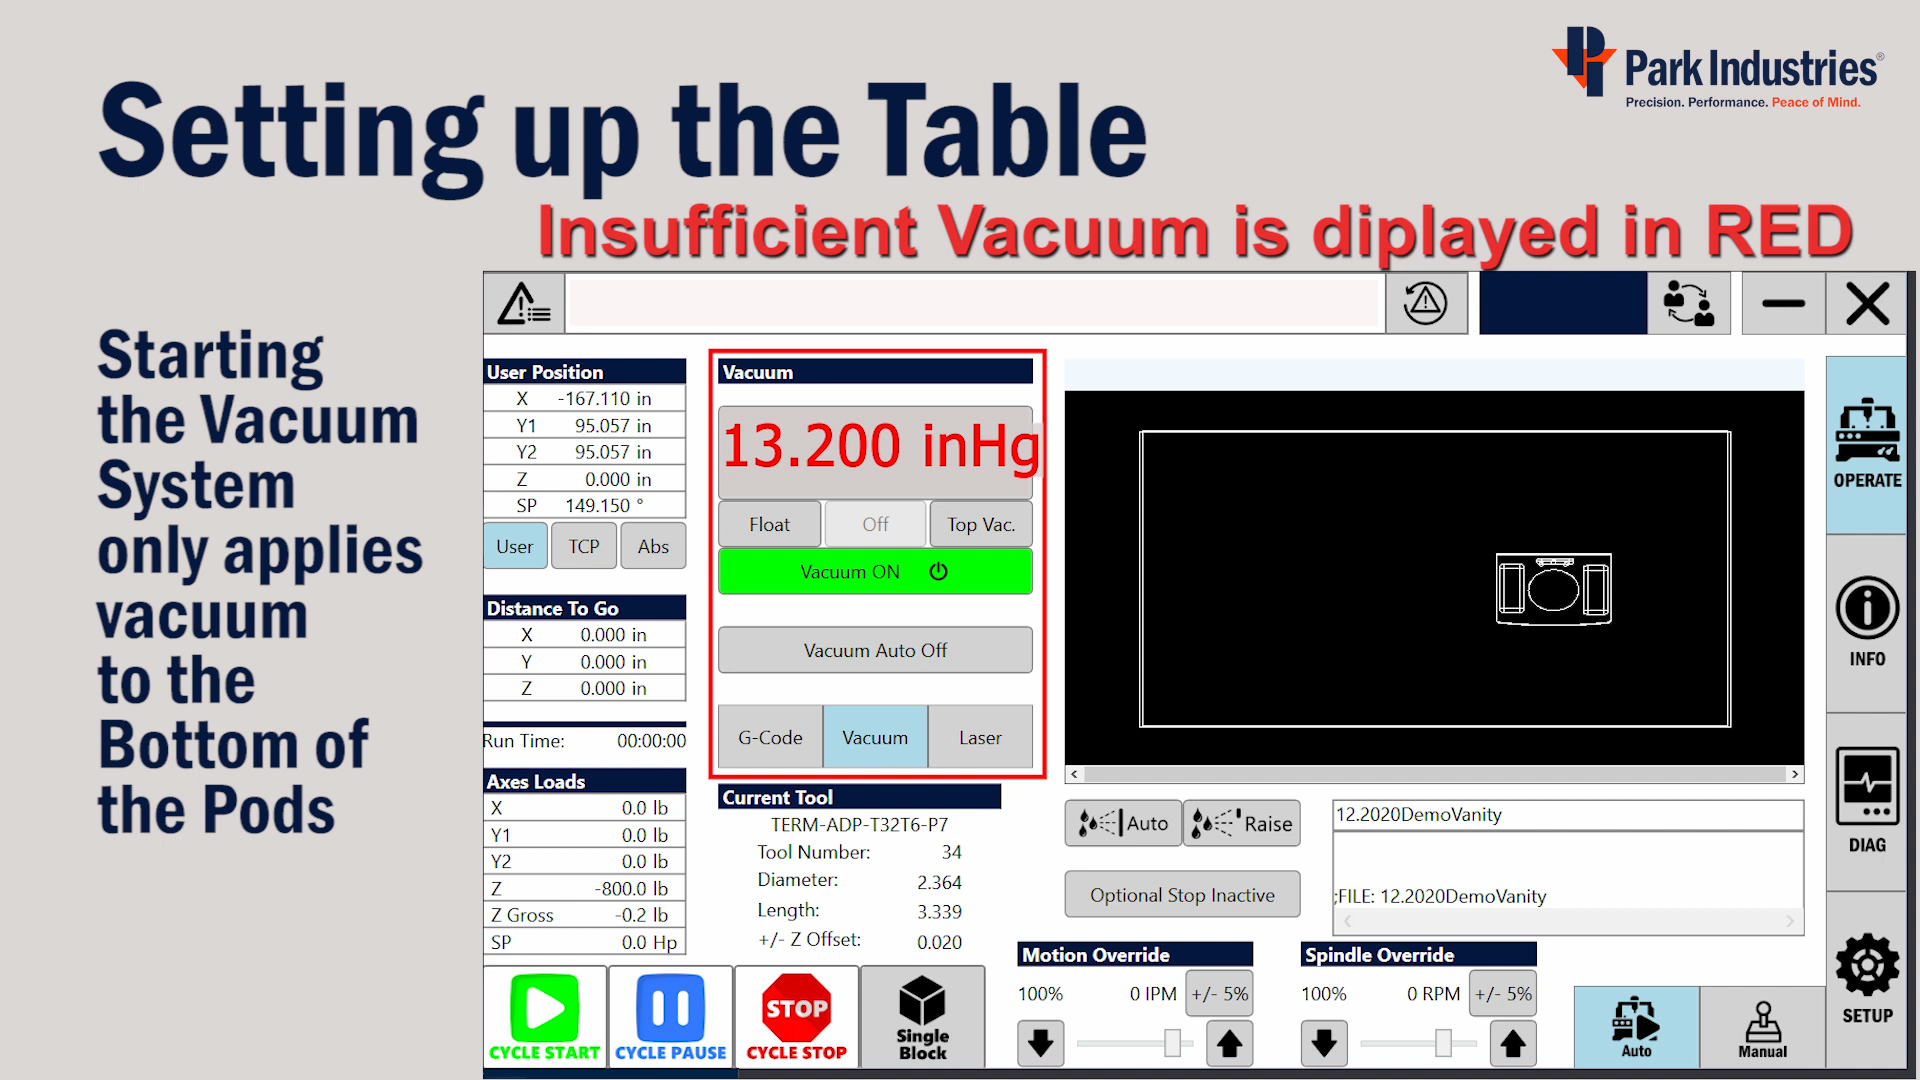 Park Industries®
Precision. Performance. Peace of Mind.
Setting up the Table
Insufficient Vacuum is diplayed in RED
Starting
the Vacuum
System
only applies
vacuum
to the
Bottom of
the Pods
User Position
X -167.110 in
Y1 95.057 in
Y2 95.057 in
Z 0.000 in
SP 149.150 °
User TCP Abs
Distance To Go
X 0.000 in
Y 0.000 in
Z 0.000 in
Run Time: 00:00:00
Axes Loads
X 0.0 lb
Y1 0.0 lb
Y2 0.0 lb
Z -800.0 lb
Z Gross -0.2 lb
SP 0.0 Hp
Vacuum
13.200 inHg
Float Off Top Vac.
Vacuum ON
Vacuum Auto Off
G-Code Vacuum Laser
Current Tool
TERM-ADP-T32T6-P7
Tool Number: 34
Diameter: 2.364
Length: 3.339
+/- Z Offset: 0.020
Auto Raise
Optional Stop Inactive
12.2020DemoVanity
;FILE: 12.2020DemoVanity
Motion Override
100% 0 IPM +/- 5%
Spindle Override
100% 0 RPM +/- 5%
CYCLE START
CYCLE PAUSE
STOP
CYCLE STOP
Single
Block
Auto
Manual
OPERATE
INFO
DIAG
SETUP